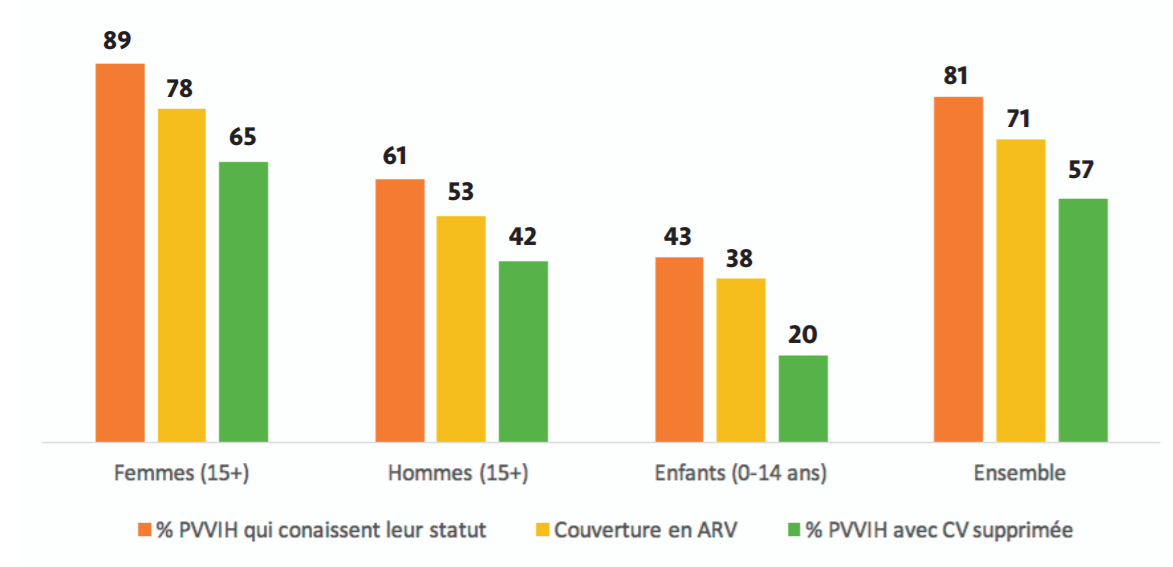 89
78
65
61
53
42
43
38
20
81
71
57
Femmes (15+)
Hommes (15+)
Enfants (0-14 ans)
Ensemble
% PVVIH qui conaissent leur statut
Couverture en ARV
% PVVIH avec CV supprimée